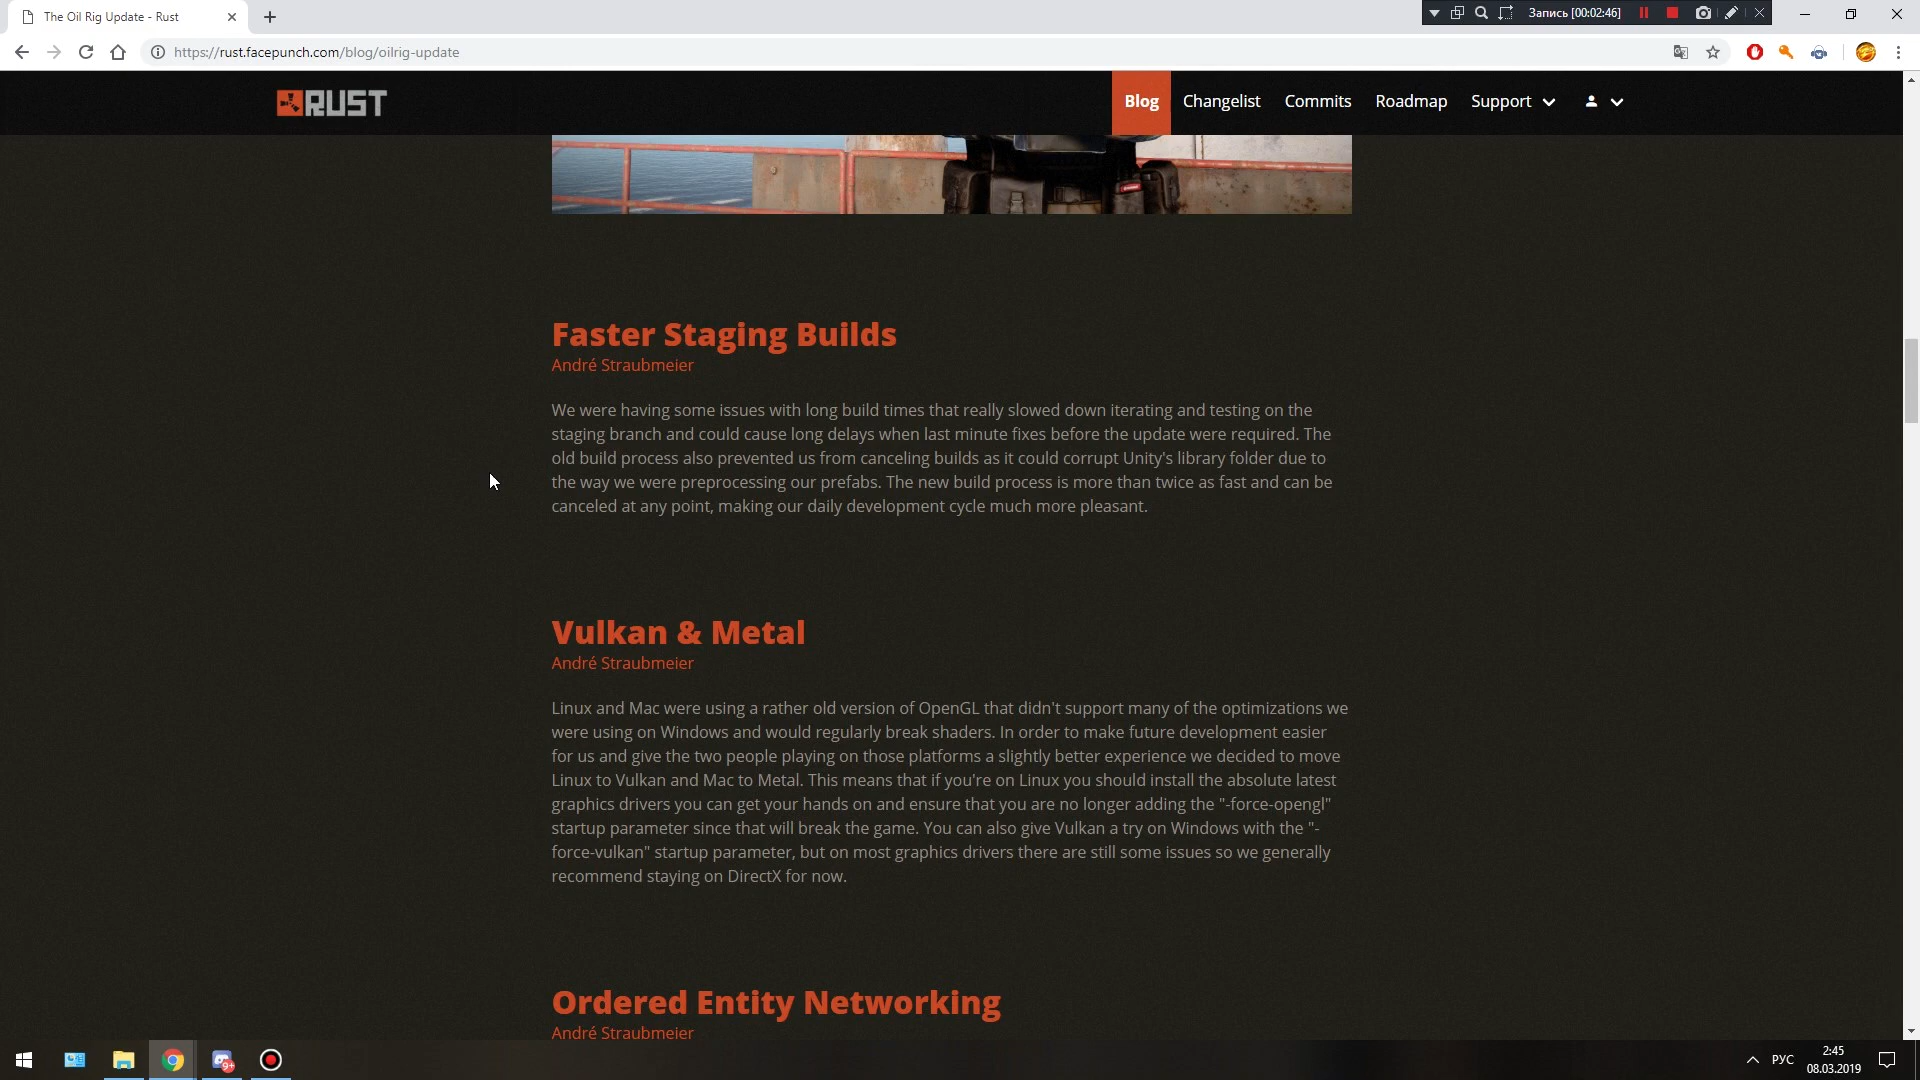 The Oil Rig Update - Rust
Запись [00:02:46]
https://rust.facepunch.com/blog/oilrig-update
RUST
Blog
Changelist
Commits
Roadmap
Support
Faster Staging Builds
André Straubmeier
We were having some issues with long build times that really slowed down iterating and testing on the
staging branch and could cause long delays when last minute fixes before the update were required. The
old build process also prevented us from canceling builds as it could corrupt Unity's library folder due to
the way we were preprocessing our prefabs. The new build process is more than twice as fast and can be
canceled at any point, making our daily development cycle much more pleasant.
Vulkan & Metal
André Straubmeier
Linux and Mac were using a rather old version of OpenGL that didn't support many of the optimizations we
were using on Windows and would regularly break shaders. In order to make future development easier
for us and give the two people playing on those platforms a slightly better experience we decided to move
Linux to Vulkan and Mac to Metal. This means that if you're on Linux you should install the absolute latest
graphics drivers you can get your hands on and ensure that you are no longer adding the "-force-opengl"
startup parameter since that will break the game. You can also give Vulkan a try on Windows with the "-
force-vulkan" startup parameter, but on most graphics drivers there are still some issues so we generally
recommend staying on DirectX for now.
Ordered Entity Networking
André Straubmeier
9+
РУС
2:45
08.03.2019